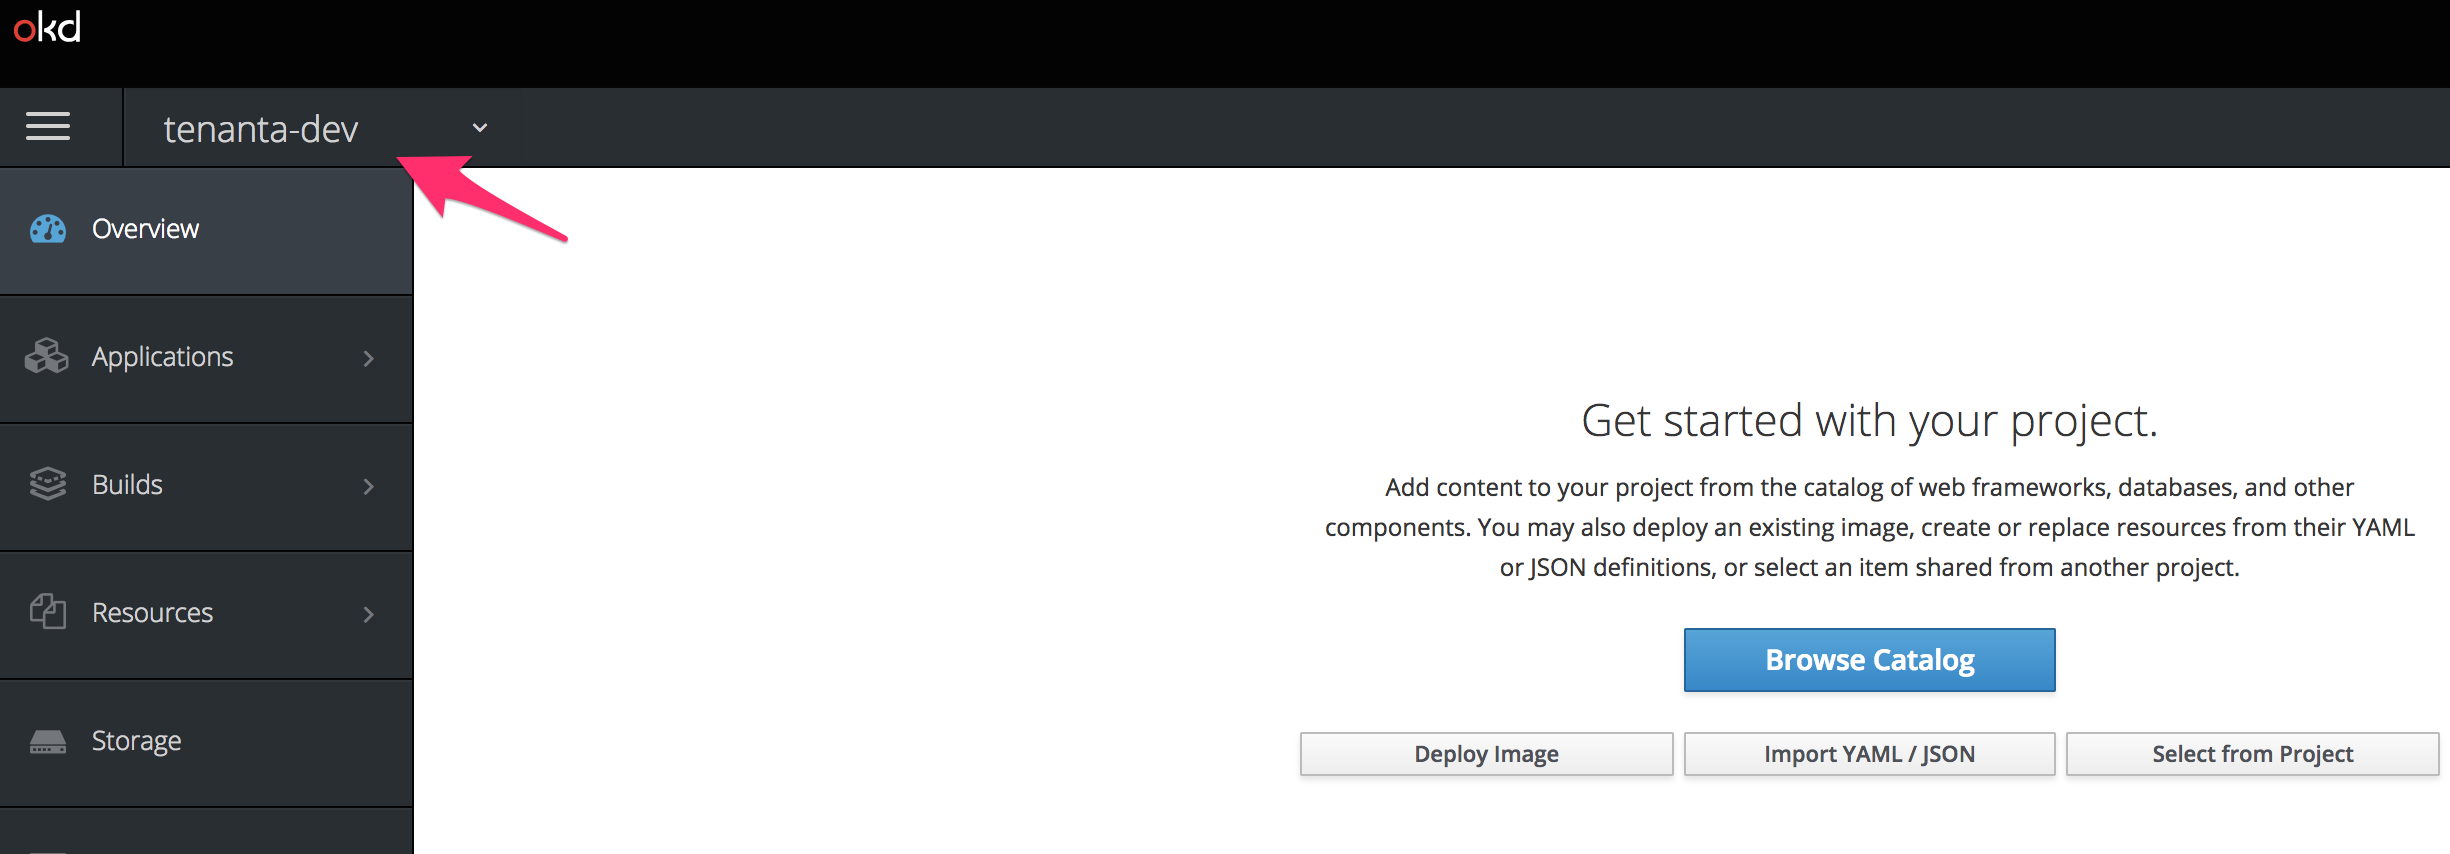 okd
tenanta-dev
Overview
Applications
Builds
Resources
Storage
Get started with your project.
Add content to your project from the catalog of web frameworks, databases, and other
components. You may also deploy an existing image, create or replace resources from their YAML
or JSON definitions, or select an item shared from another project.
Browse Catalog
Deploy Image
Import YAML / JSON
Select from Project